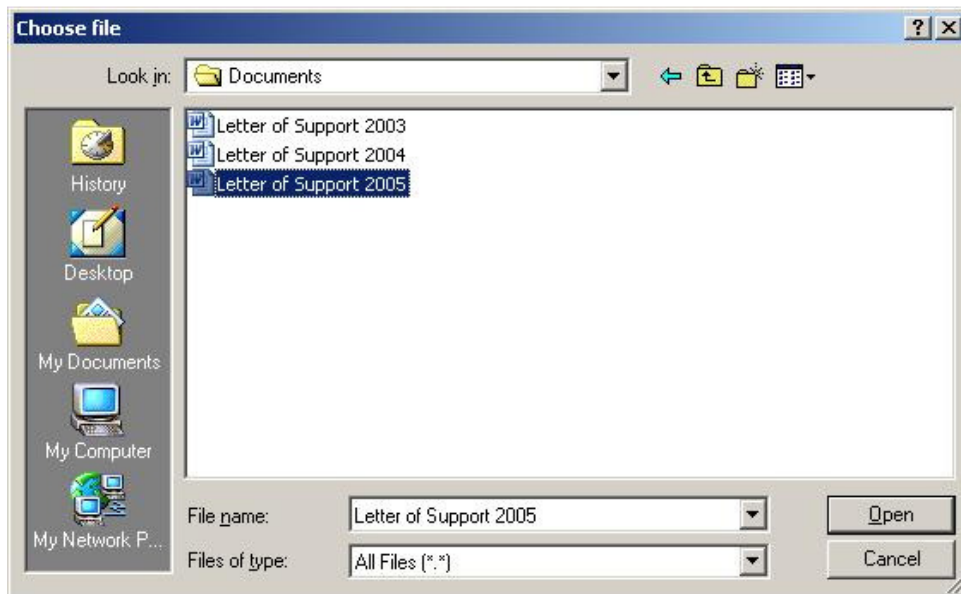 Choose file
Look in: Documents
Letter of Support 2003
Letter of Support 2004
Letter of Support 2005
History
Desktop
My Documents
My Computer
My Network P...
File name: Letter of Support 2005 Open
Files of type: All Files (*.*) Cancel